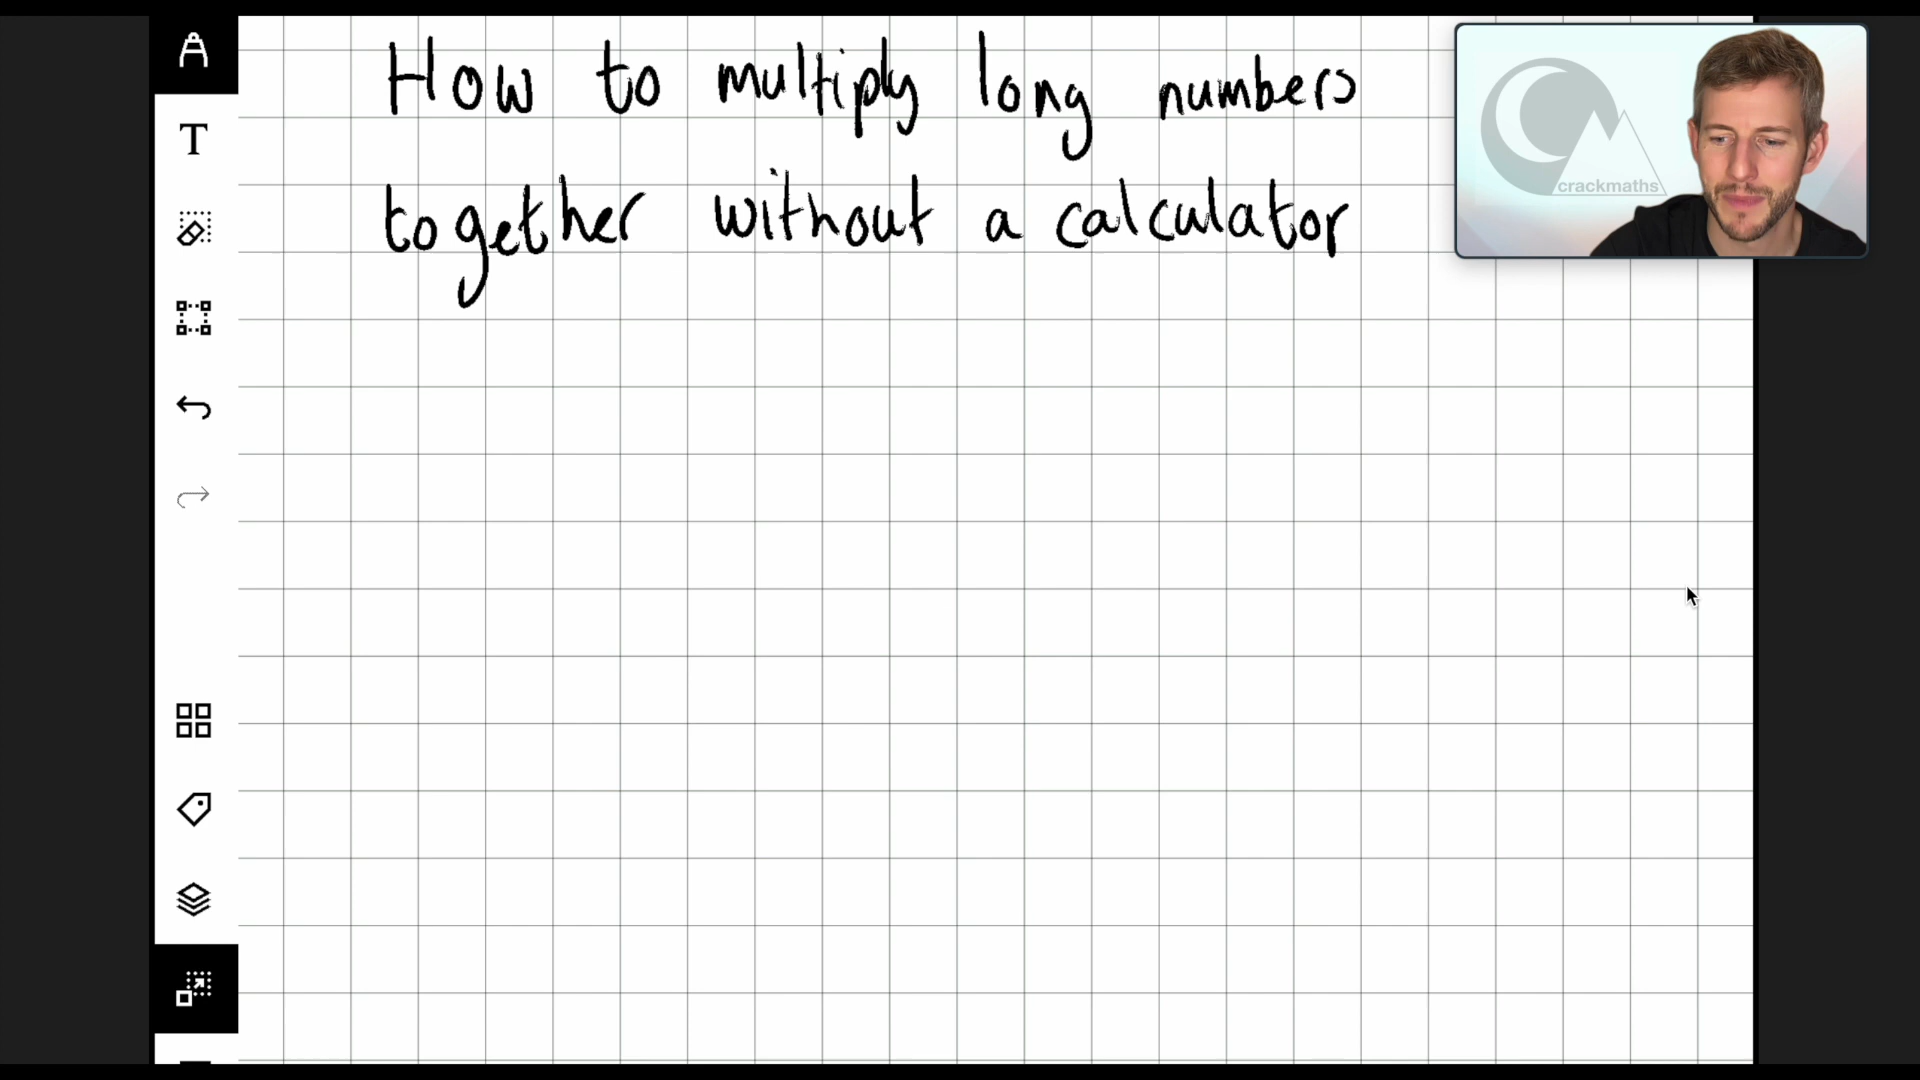 How to multiply long numbers
together without a calculator
crackmaths
T